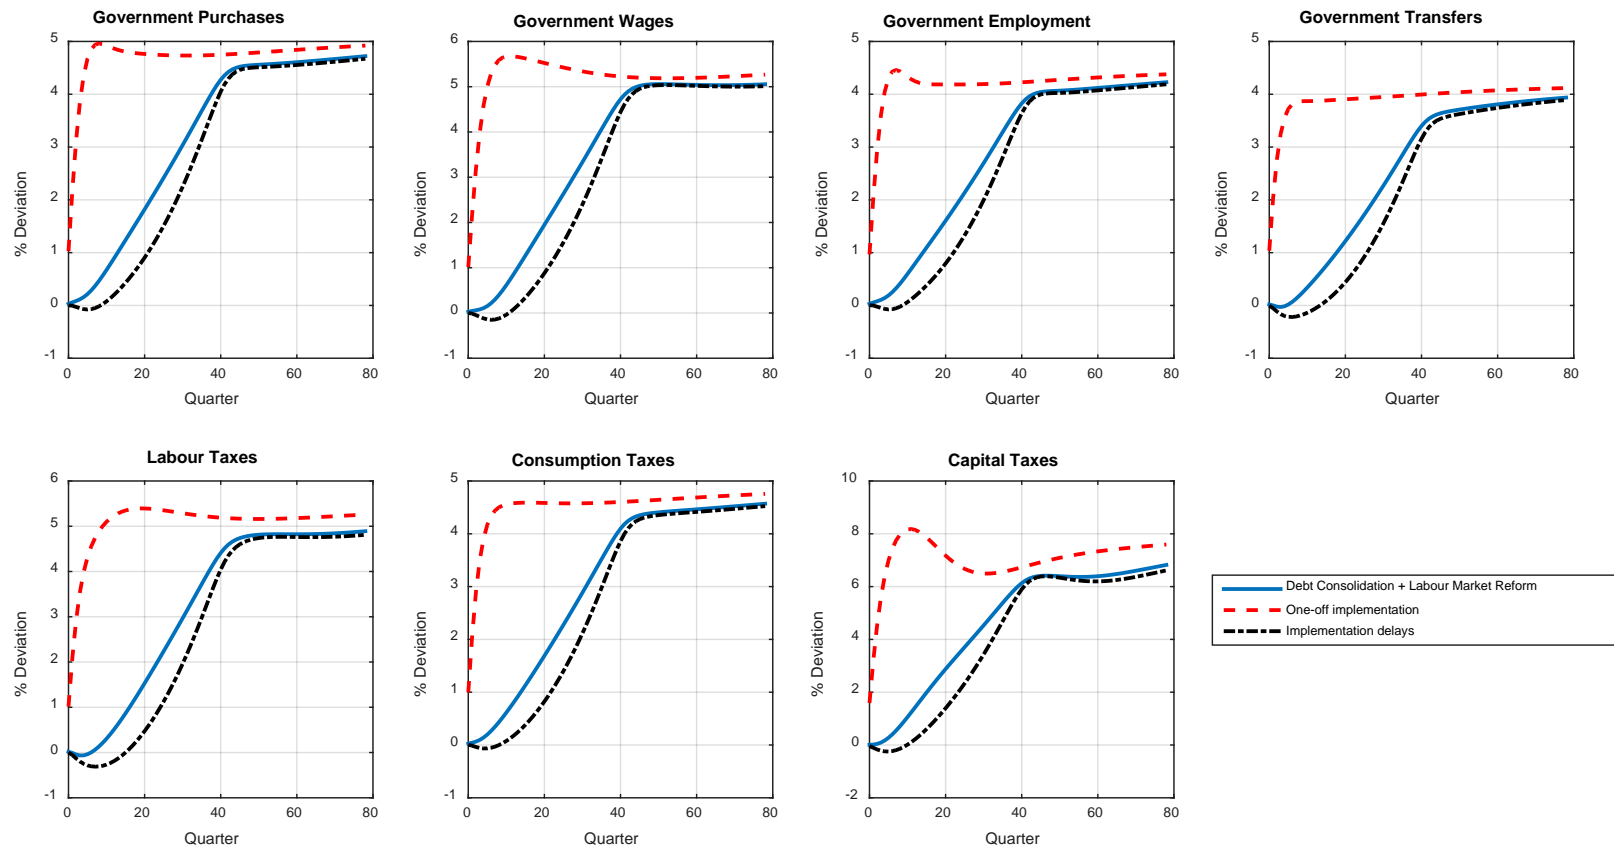 Government Purchases
5
4
3
2
1
0
-1
0 20 40 60 80
% Deviation
Quarter
Government Wages
6
5
4
3
2
1
0
-1
0 20 40 60 80
% Deviation
Quarter
Government Employment
5
4
3
2
1
0
-1
0 20 40 60 80
% Deviation
Quarter
Government Transfers
5
4
3
2
1
0
-1
0 20 40 60 80
% Deviation
Quarter
Labour Taxes
6
5
4
3
2
1
0
-1
0 20 40 60 80
% Deviation
Quarter
Consumption Taxes
5
4
3
2
1
0
-1
0 20 40 60 80
% Deviation
Quarter
Capital Taxes
10
8
6
4
2
0
-2
0 20 40 60 80
% Deviation
Quarter
Debt Consolidation + Labour Market Reform
One-off implementation
Implementation delays